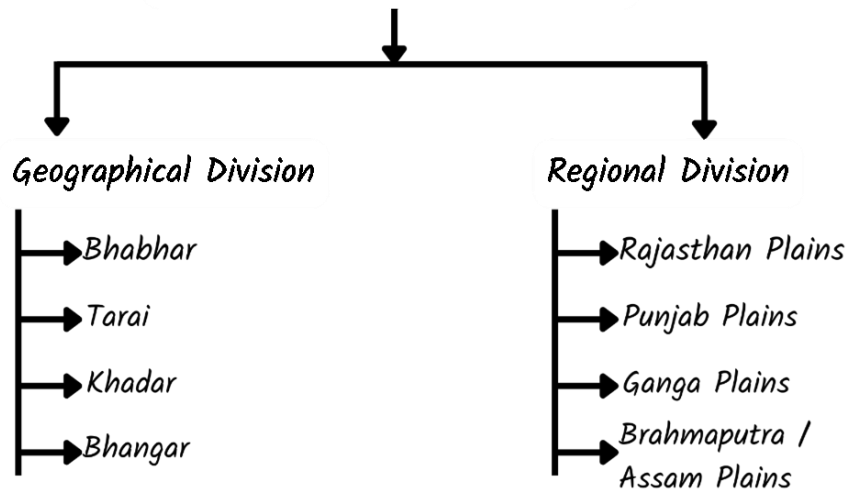 Geographical Division
Bhabhar
Tarai
Khadar
Bhangar
Regional Division
Rajasthan Plains
Punjab Plains
Ganga Plains
Brahmaputra /
Assam Plains